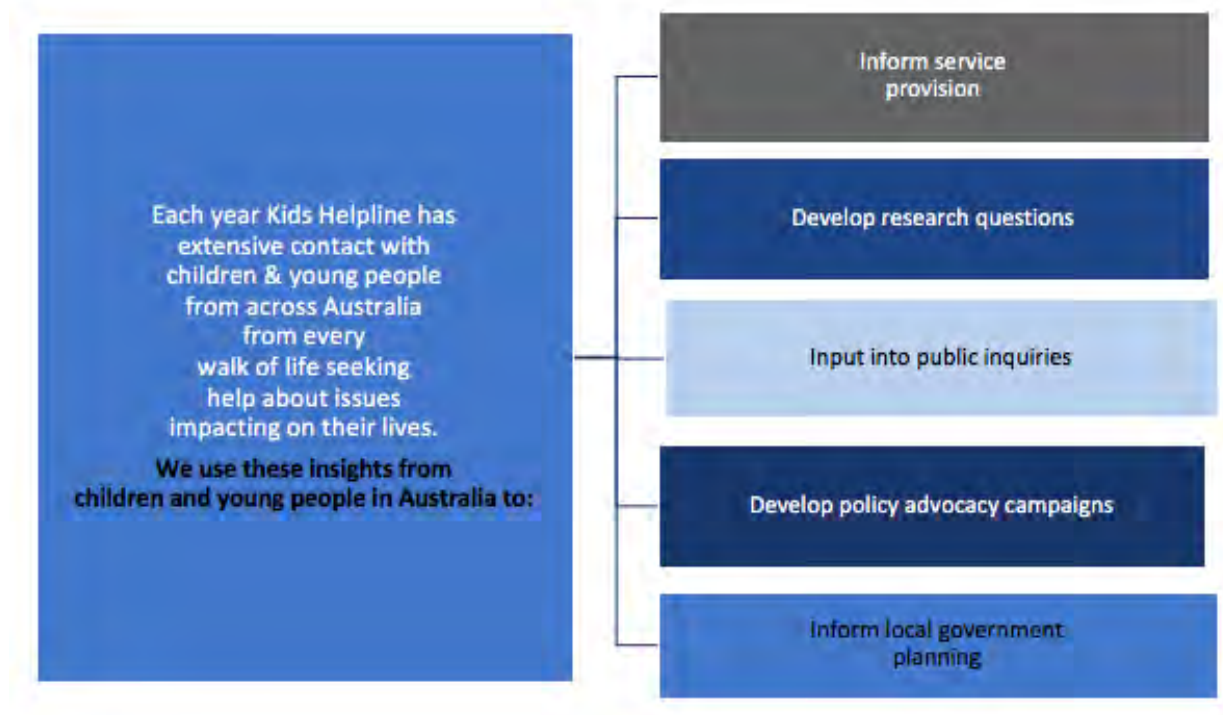 Each year Kids Helpline has
extensive contact with
children & young people
from across Australia
from every
walk of life seeking
help about issues
impacting on their lives.
We use these insights from
children and young people in Australia to:
Inform service
provision
Develop research questions
Input into public inquiries
Develop policy advocacy campaigns
Inform local government
planning